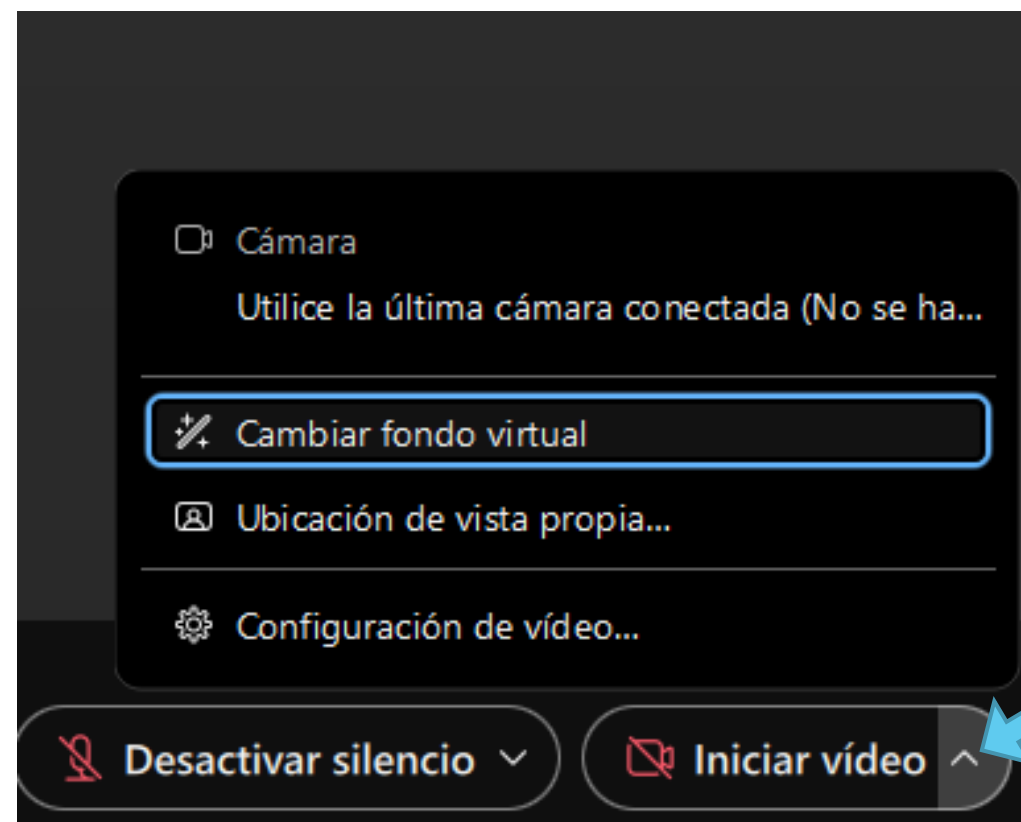 Cámara
Utilice la última cámara conectada (No se ha...
Cambiar fondo virtual
Ubicación de vista propia...
Configuración de vídeo...
Desactivar silencio
Iniciar vídeo